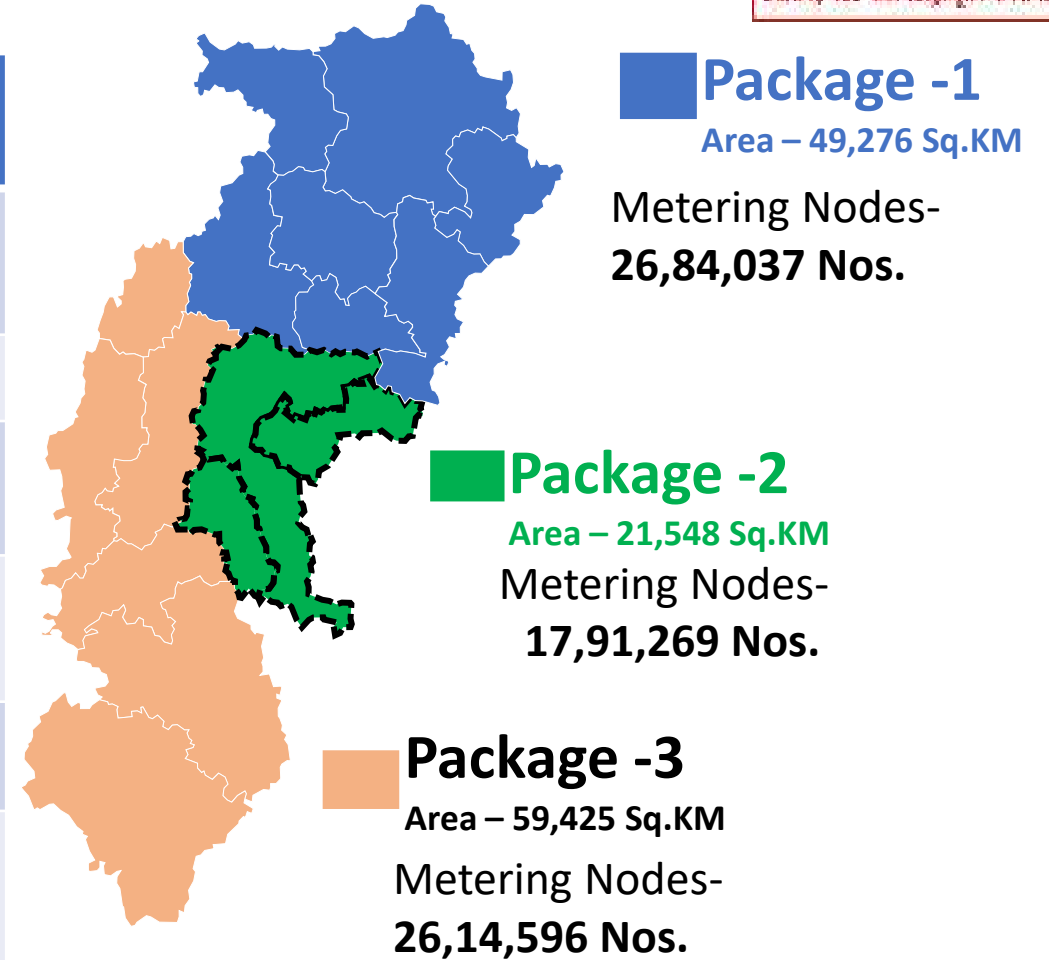 Package -1
Area – 49,276 Sq.KM
Metering Nodes-
26,84,037 Nos.
Package -2
Area – 21,548 Sq.KM
Metering Nodes-
17,91,269 Nos.
Package -3
Area – 59,425 Sq.KM
Metering Nodes-
26,14,596 Nos.